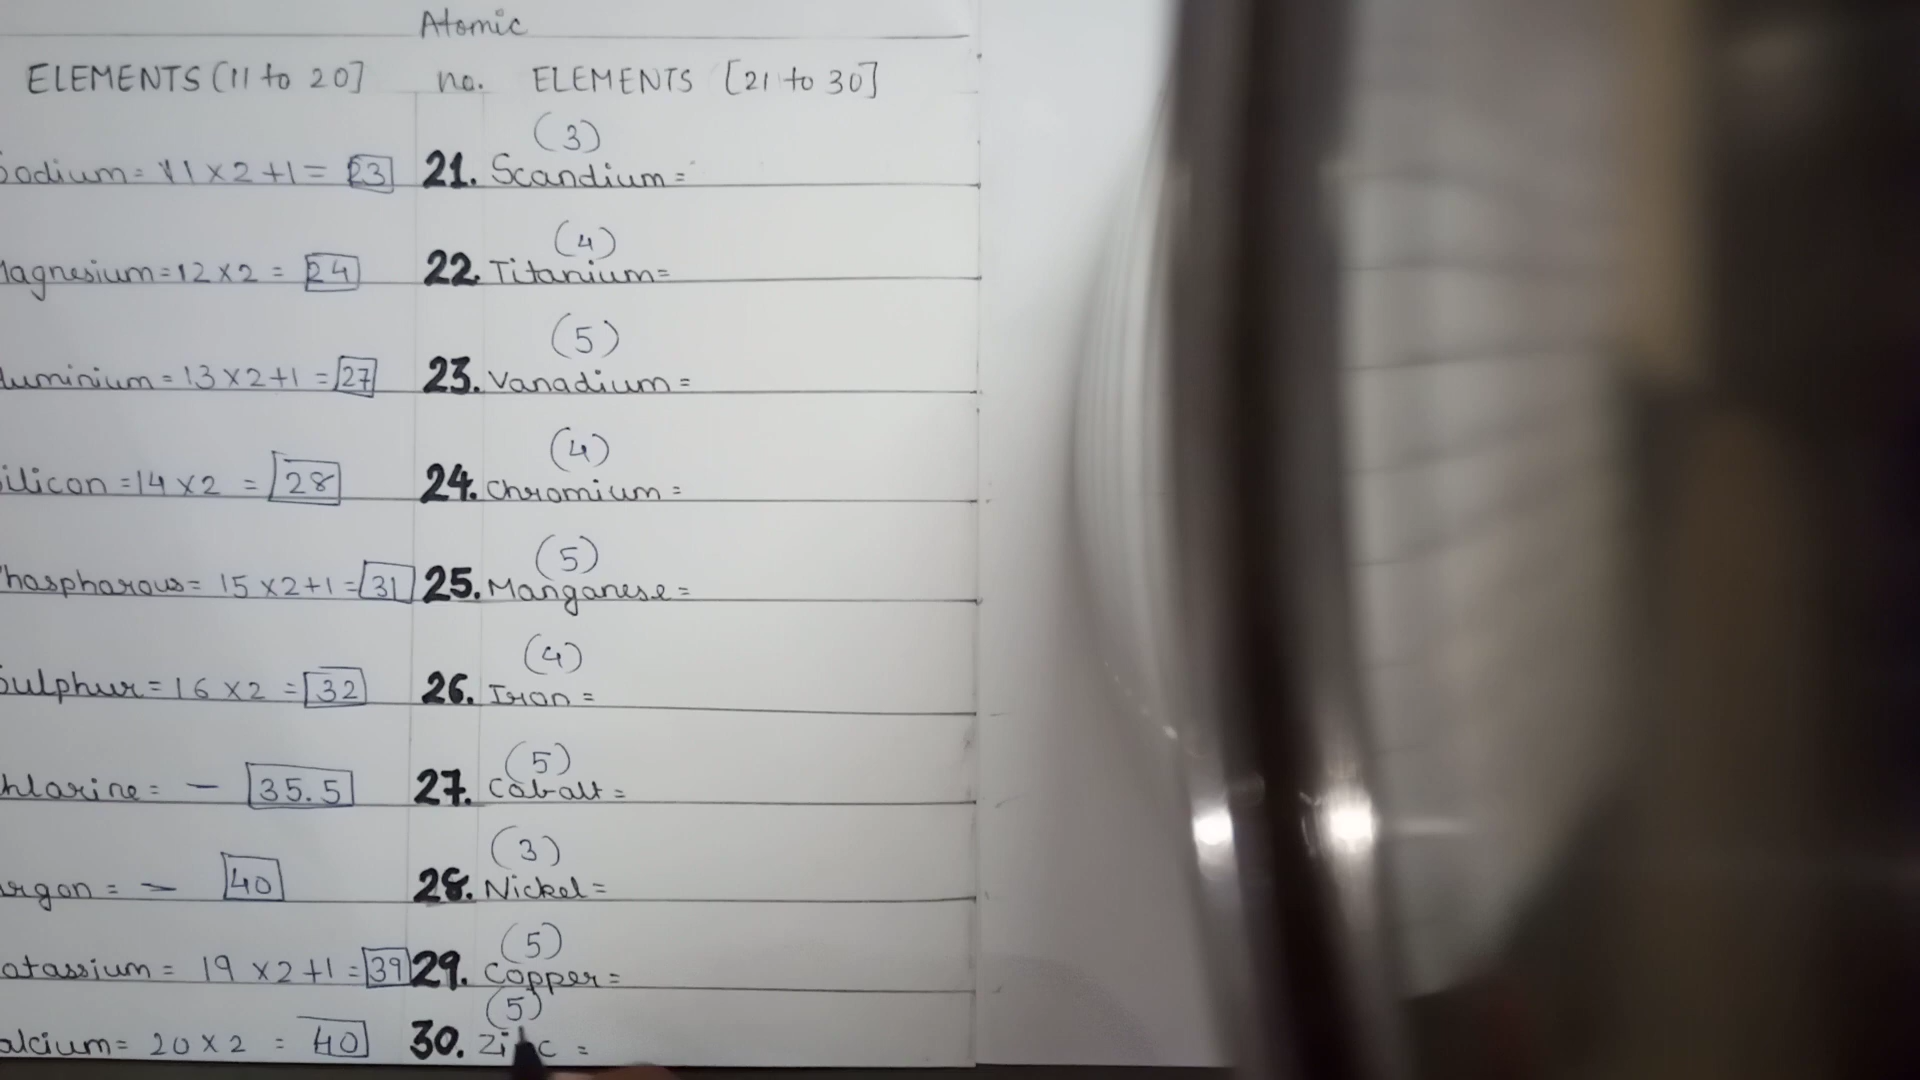 Atomic
ELEMENTS (11 to 20] no. ELEMENTS [21 to 30]
(3)
Sodium = 11 x 2 +1 = 23 21. Scandium =
(4)
Magnesium = 12 x 2 = 24 22. Titanium =
(5)
luminium = 13 x 2+1 = 27 23. Vanadium =
(4)
ilicon = 14 x 2 = 28 24. Chromium =
(5)
hospharous = 15 x 2+1 = 31 25. Manganese =
(4)
Sulphur = 16 x 2 = 32 26. Iron =
(5)
hlorine = — 35.5 27. Cobalt =
(3)
rgon = — 40 28. Nickel =
(5)
otassium = 19 x 2+1 = 39 29. Copper =
(5)
alcium = 20 x 2 = 40 30. Zinc =